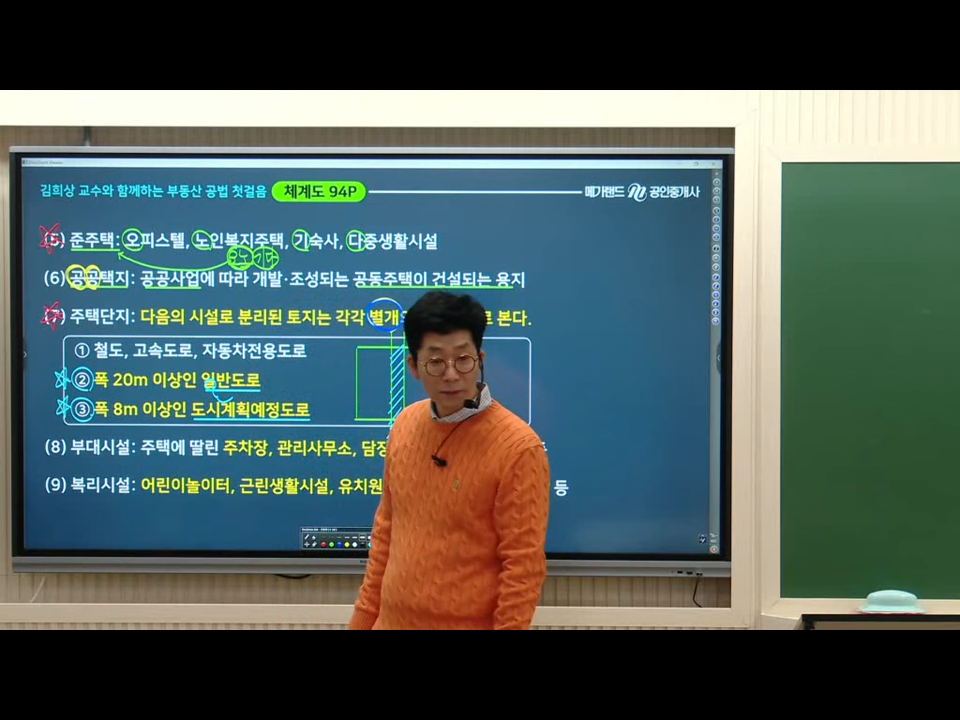 김희상 교수와 함께하는 부동산 공법 첫걸음 체계도 94P 메가랜드 공인중개사
(5) 준주택: 오피스텔, 노인복지주택, 기숙사, 다중생활시설
오노 기다
(6) 공공택지: 공공사업에 따라 개발·조성되는 공동주택이 건설되는 용지
(7) 주택단지: 다음의 시설로 분리된 토지는 각각 별개의 로 본다.
① 철도, 고속도로, 자동차전용도로
② 폭 20m 이상인 일반도로
③ 폭 8m 이상인 도시계획예정도로
(8) 부대시설: 주택에 딸린 주차장, 관리사무소, 담장
(9) 복리시설: 어린이놀이터, 근린생활시설, 유치원 등